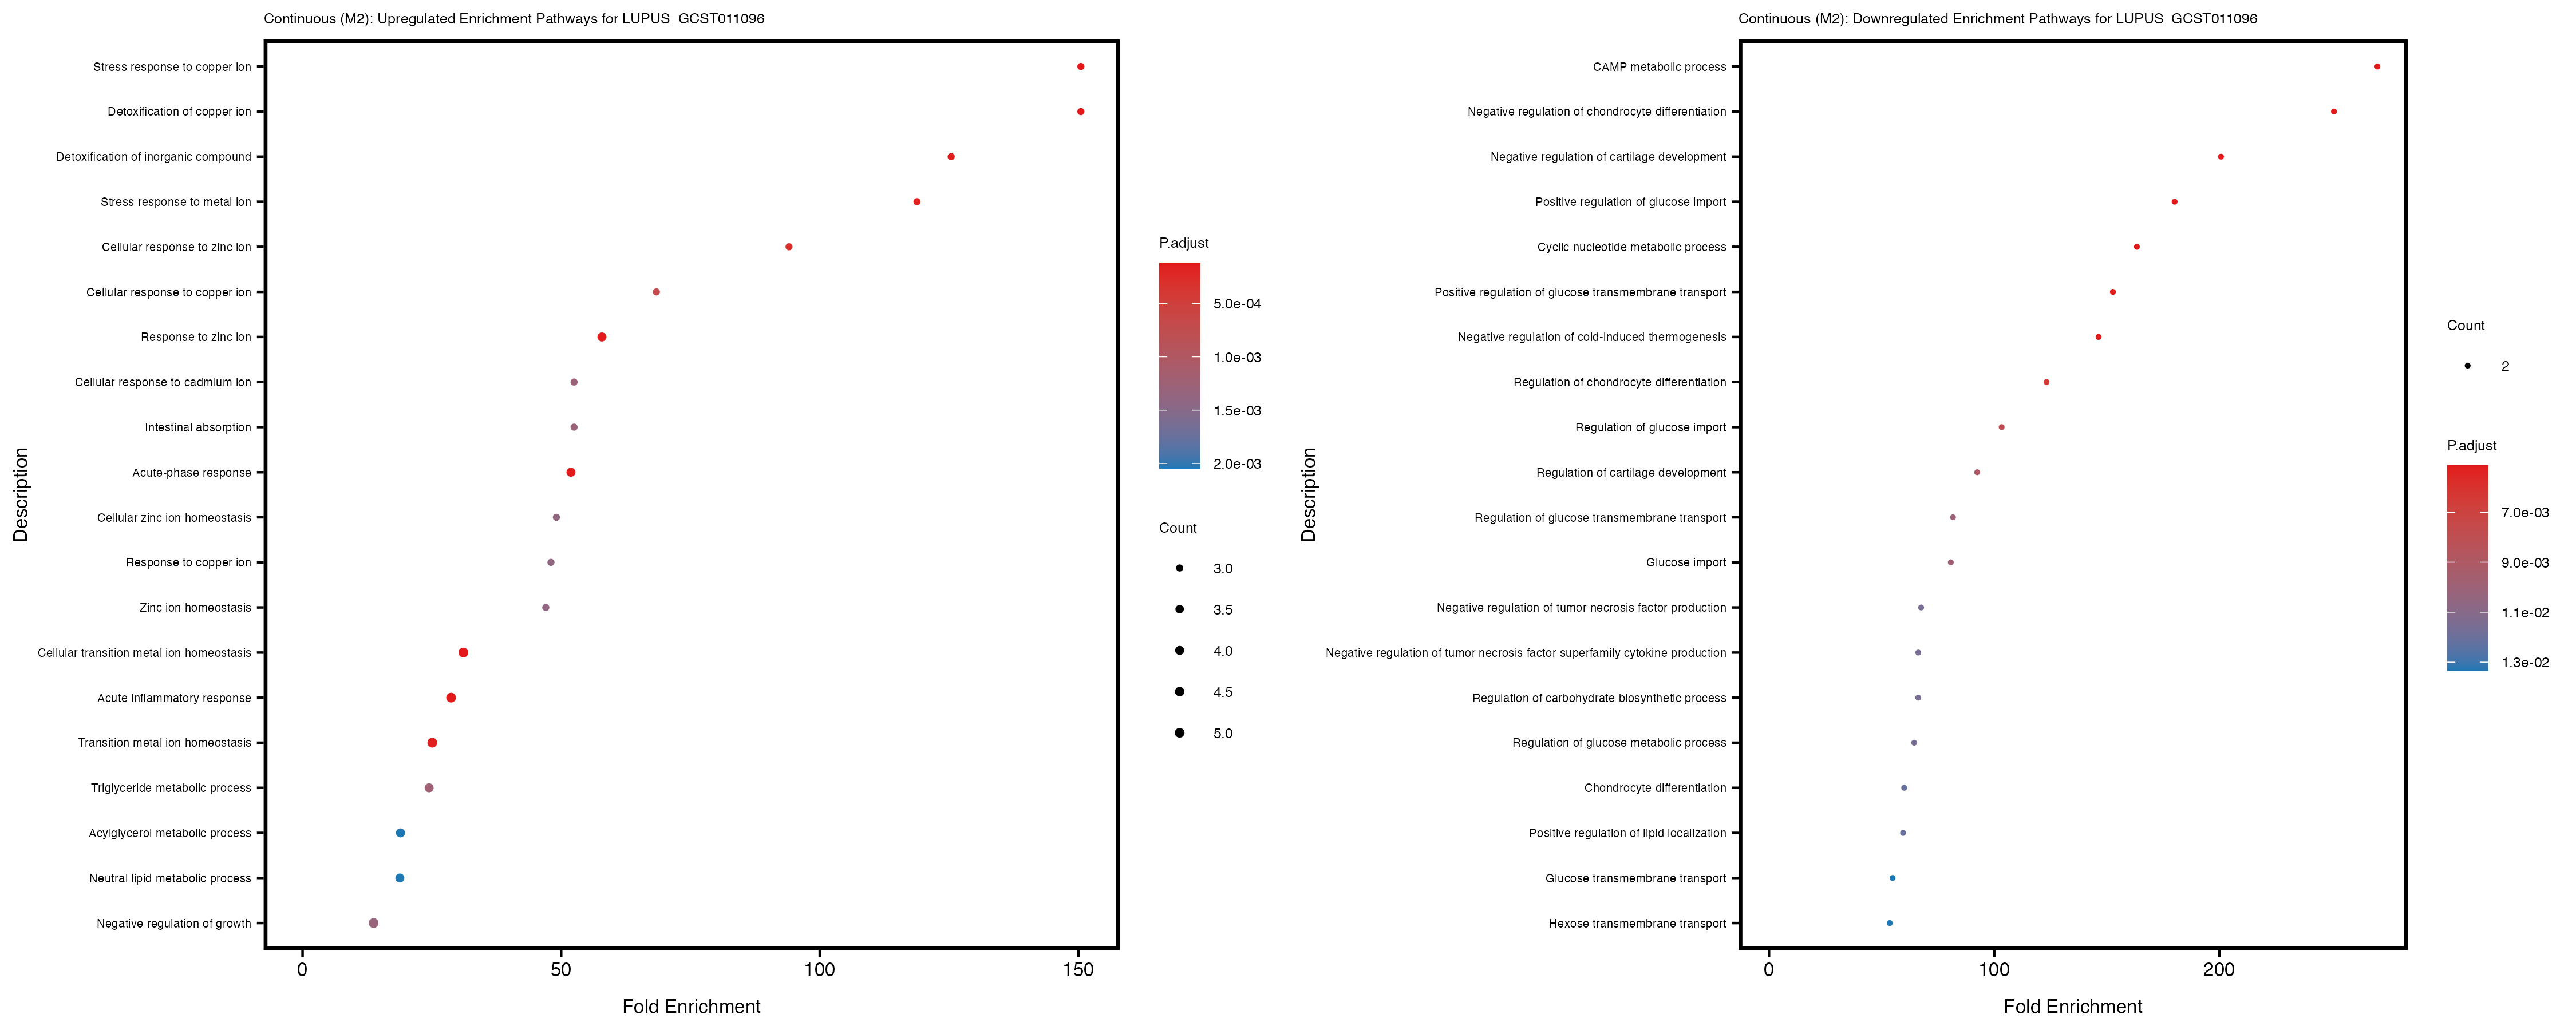 Continuous (M2): Upregulated Enrichment Pathways for LUPUS_GCST011096
Description
Stress response to copper ion
Detoxification of copper ion
Detoxification of inorganic compound
Stress response to metal ion
Cellular response to zinc ion
Cellular response to copper ion
Response to zinc ion
Cellular response to cadmium ion
Intestinal absorption
Acute-phase response
Cellular zinc ion homeostasis
Response to copper ion
Zinc ion homeostasis
Cellular transition metal ion homeostasis
Acute inflammatory response
Transition metal ion homeostasis
Triglyceride metabolic process
Acylglycerol metabolic process
Neutral lipid metabolic process
Negative regulation of growth
0 50 100 150
Fold Enrichment
P.adjust
5.0e-04
1.0e-03
1.5e-03
2.0e-03
Count
3.0
3.5
4.0
4.5
5.0
Continuous (M2): Downregulated Enrichment Pathways for LUPUS_GCST011096
Description
CAMP metabolic process
Negative regulation of chondrocyte differentiation
Negative regulation of cartilage development
Positive regulation of glucose import
Cyclic nucleotide metabolic process
Positive regulation of glucose transmembrane transport
Negative regulation of cold-induced thermogenesis
Regulation of chondrocyte differentiation
Regulation of glucose import
Regulation of cartilage development
Regulation of glucose transmembrane transport
Glucose import
Negative regulation of tumor necrosis factor production
Negative regulation of tumor necrosis factor superfamily cytokine production
Regulation of carbohydrate biosynthetic process
Regulation of glucose metabolic process
Chondrocyte differentiation
Positive regulation of lipid localization
Glucose transmembrane transport
Hexose transmembrane transport
0 100 200
Fold Enrichment
Count
2
P.adjust
7.0e-03
9.0e-03
1.1e-02
1.3e-02